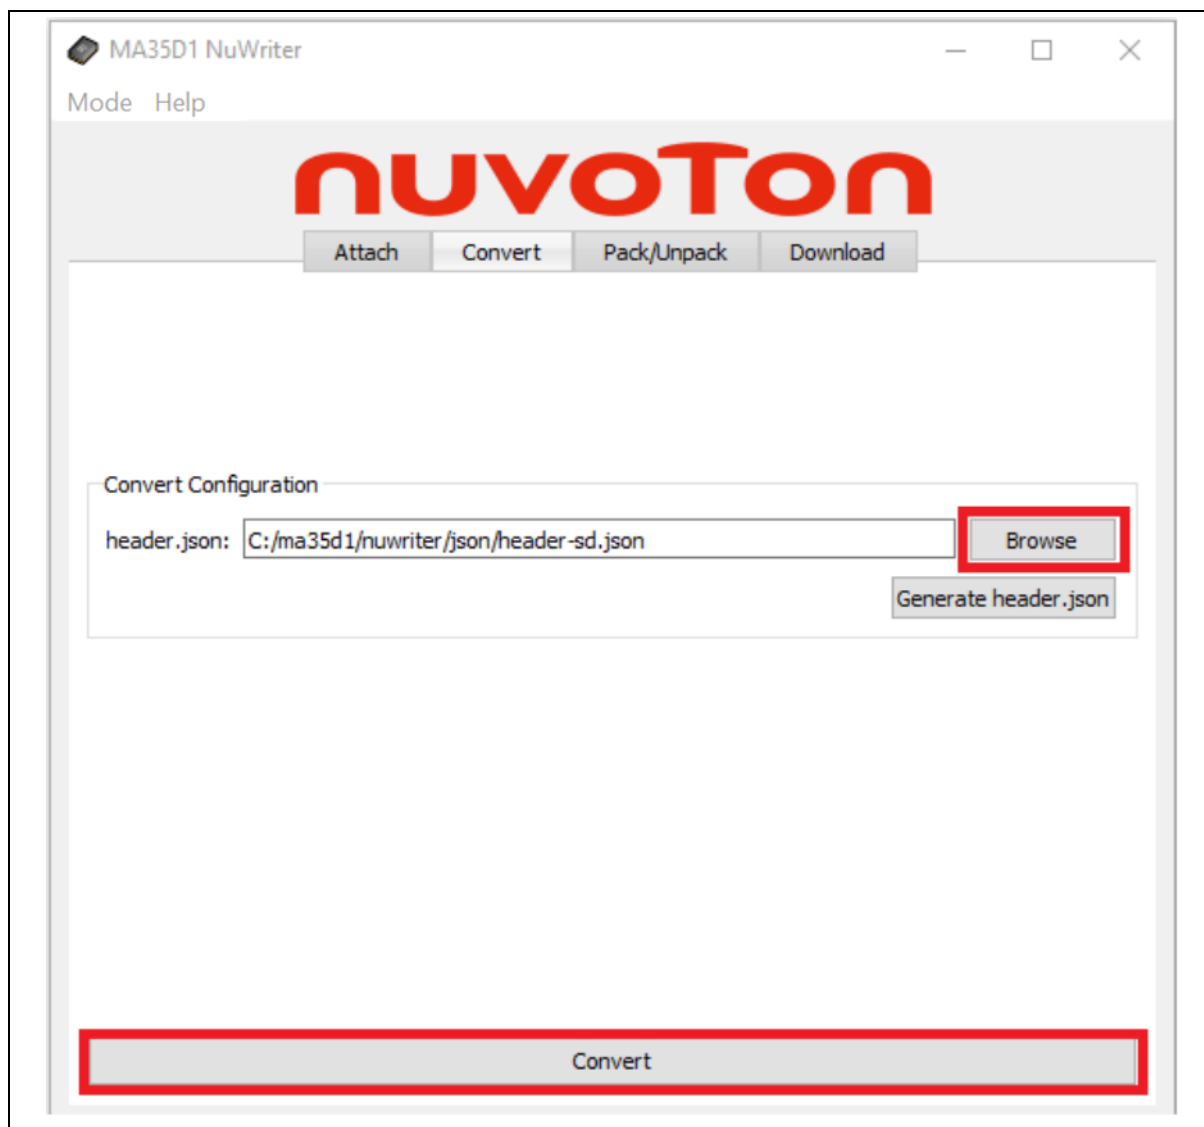 MA35D1 NuWriter
Mode Help
nuvoTon
Attach Convert Pack/Unpack Download
Convert Configuration
header.json: C:/ma35d1/nuwriter/json/header-sd.json Browse
Generate header.json
Convert